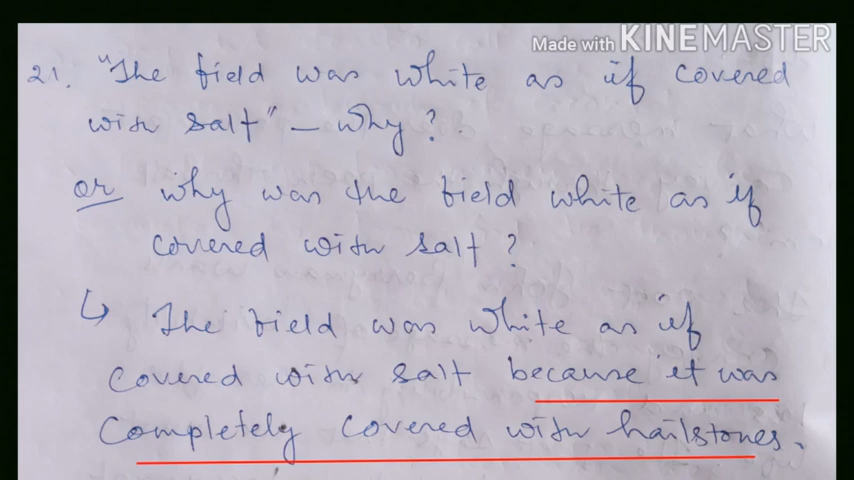 Made with KINEMASTER
21. "The field was white as if covered
with salt" – Why?
or why was the field white as if
covered with salt?
↳ The field was white as if
covered with salt because it was
completely covered with hailstones.